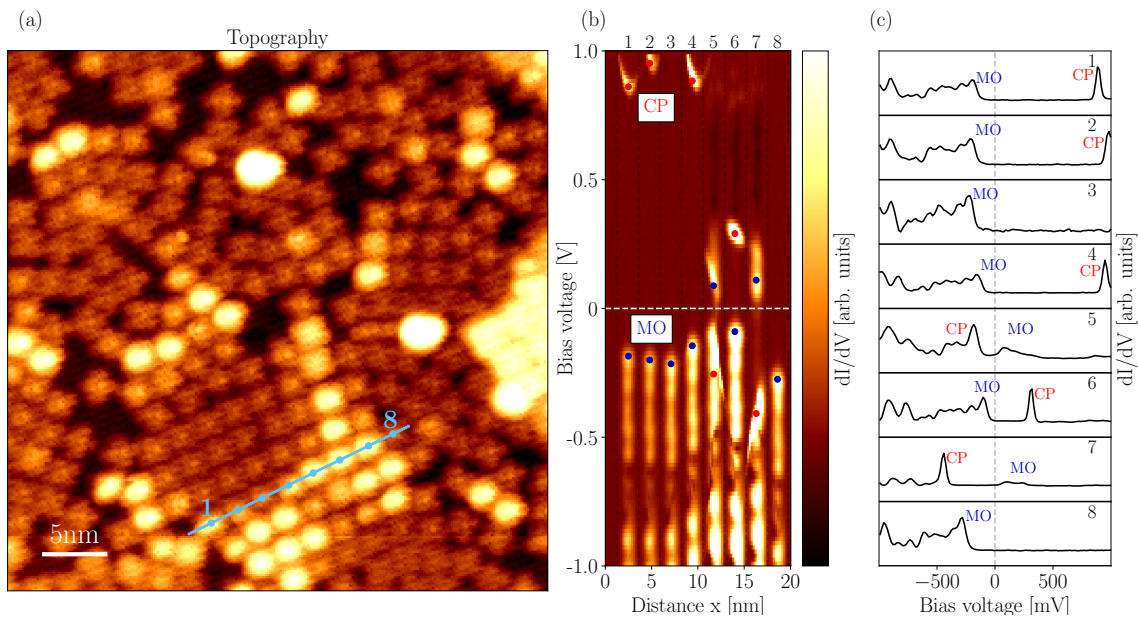 (a)
Topography
1
8
5nm
(b)
1 2 3 4 5 6 7 8
CP
MO
1.0
0.5
0
-0.5
-1.0
Bias voltage [V]
0 5 10 15 20
Distance x [nm]
dI/dV [arb. units]
(c)
MO CP 1
MO CP 2
MO 3
MO CP 4
CP MO 5
MO CP 6
CP MO 7
MO 8
−500 0 500
Bias voltage [mV]
dI/dV [arb. units]